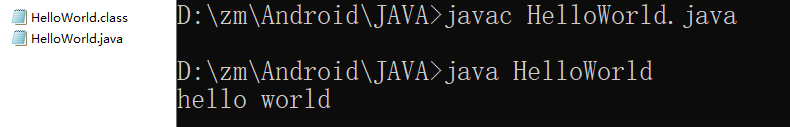 HelloWorld.class
HelloWorld.java
D:\zm\Android\JAVA>javac HelloWorld.java
D:\zm\Android\JAVA>java HelloWorld
hello world